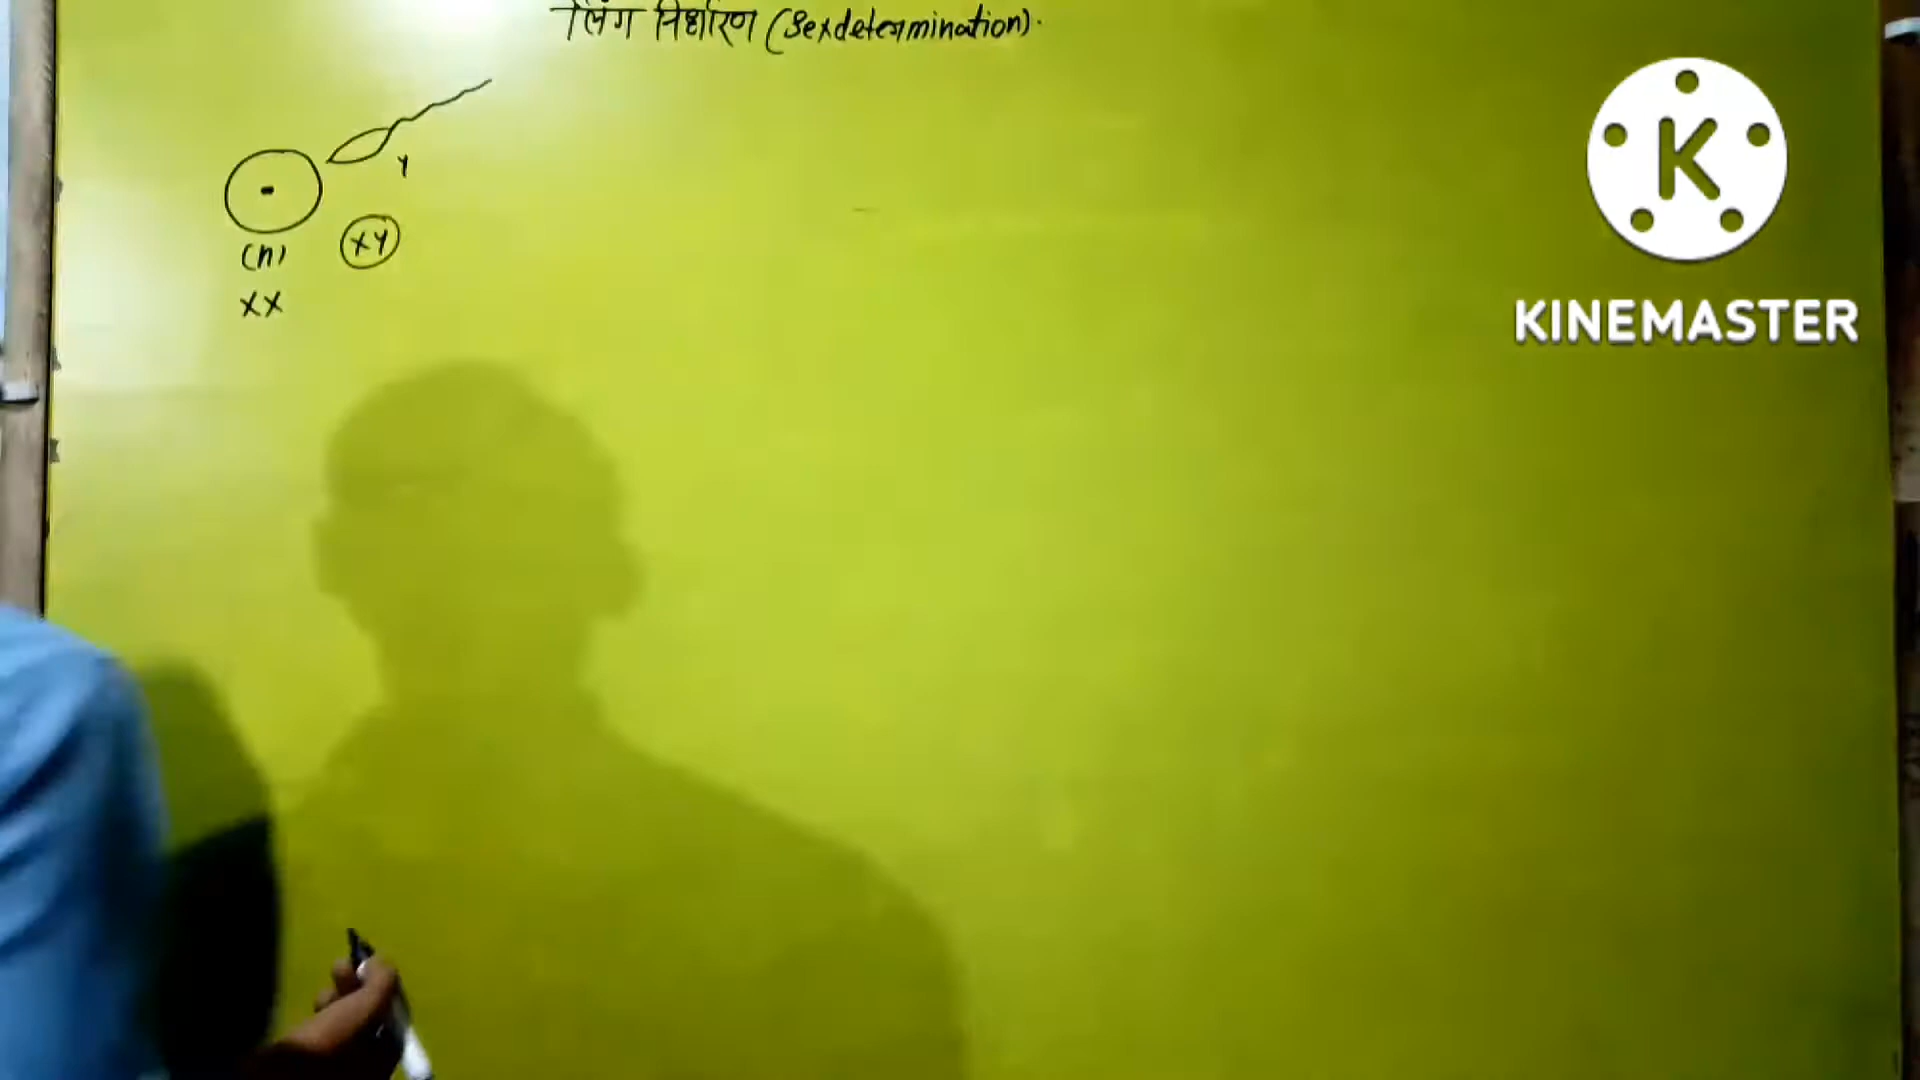 लिंग निर्धारण (Sexdetermination).
Y
(n)
XY
XX
K
KINEMASTER